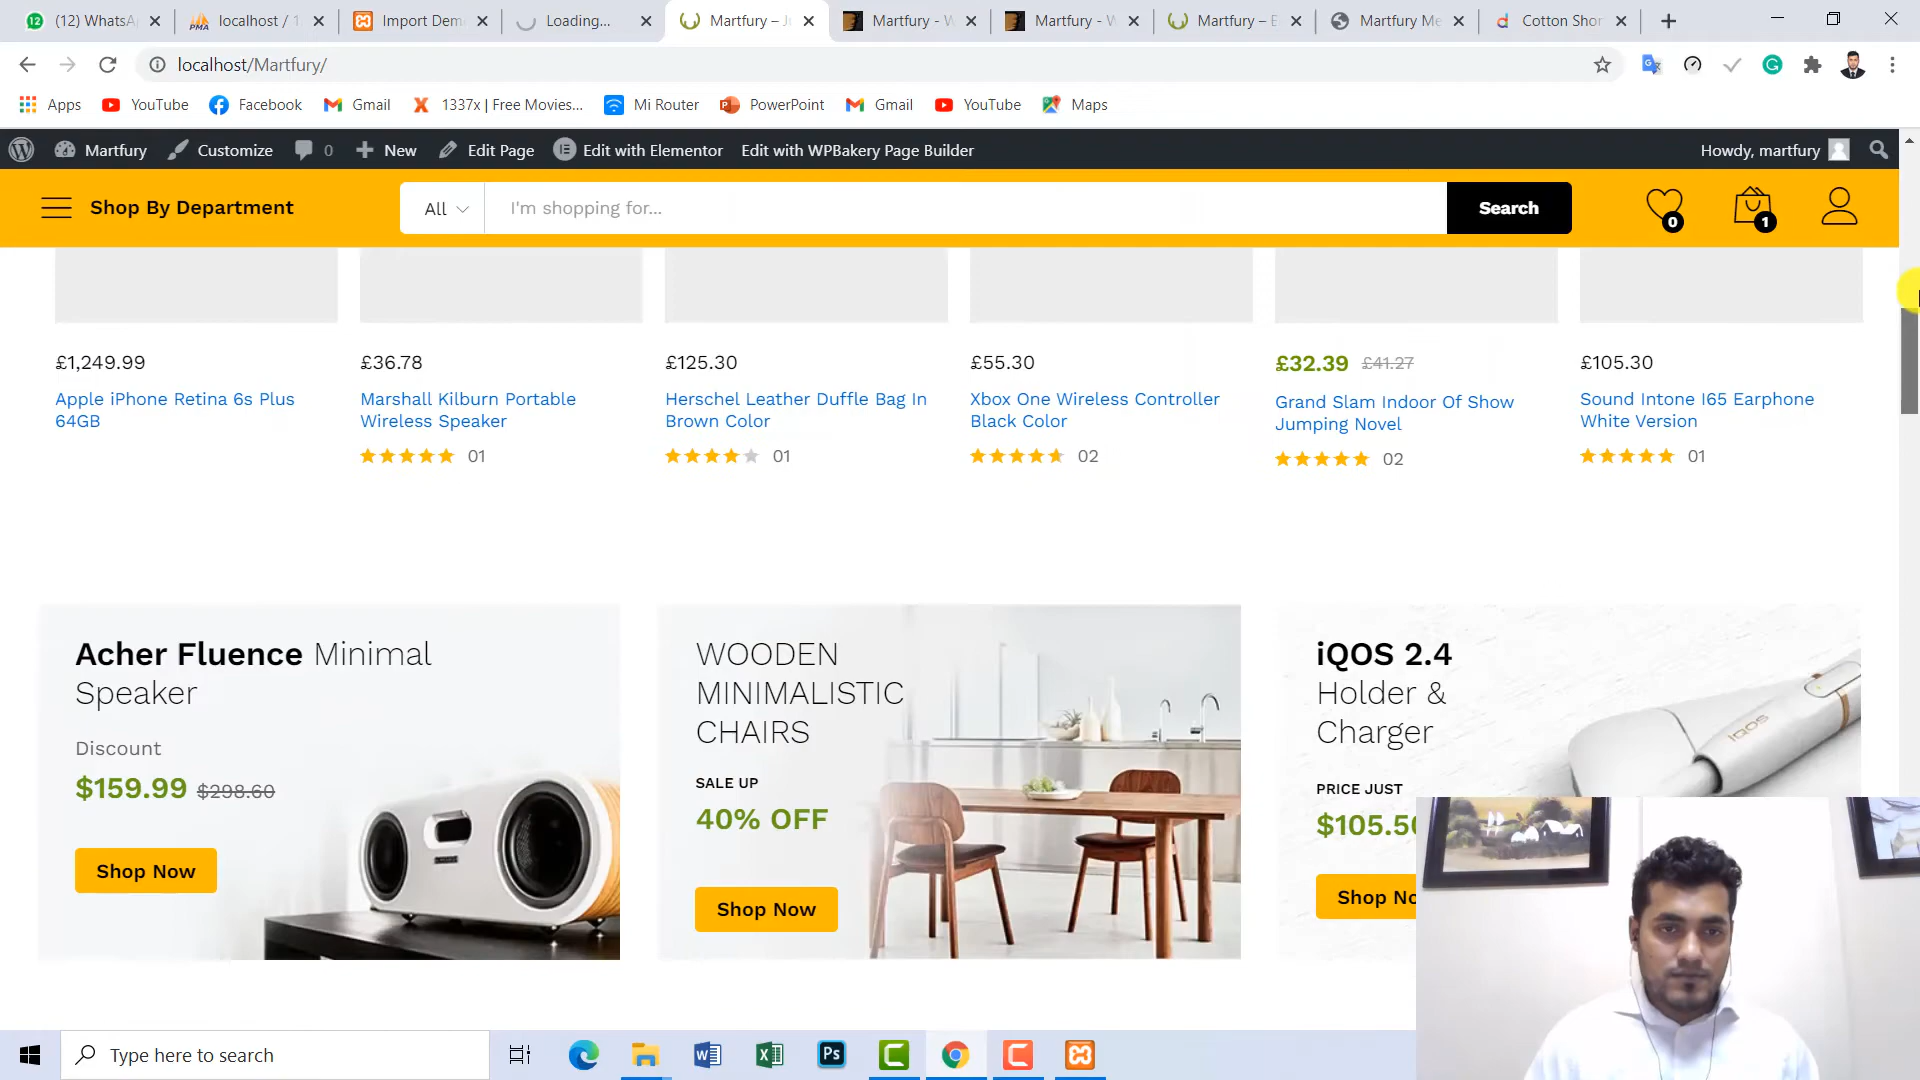 (12) WhatsA
localhost / 1
Import Dem
Loading...
Martfury – J
Martfury - W
Martfury - W
Martfury – E
Martfury Me
Cotton Shor
localhost/Martfury/
Apps
YouTube
Facebook
Gmail
1337x | Free Movies...
Mi Router
PowerPoint
Gmail
YouTube
Maps
Martfury
Customize
0
New
Edit Page
Edit with Elementor
Edit with WPBakery Page Builder
Howdy, martfury
Shop By Department
All
I'm shopping for...
Search
0
1
£1,249.99
Apple iPhone Retina 6s Plus
64GB
£36.78
Marshall Kilburn Portable
Wireless Speaker
01
£125.30
Herschel Leather Duffle Bag In
Brown Color
01
£55.30
Xbox One Wireless Controller
Black Color
02
£32.39 £41.27
Grand Slam Indoor Of Show
Jumping Novel
02
£105.30
Sound Intone I65 Earphone
White Version
01
Acher Fluence Minimal
Speaker
Discount
$159.99 $298.60
Shop Now
WOODEN
MINIMALISTIC
CHAIRS
SALE UP
40% OFF
Shop Now
iQOS 2.4
Holder &
Charger
PRICE JUST
$105.50
Shop No
IQOS
Type here to search